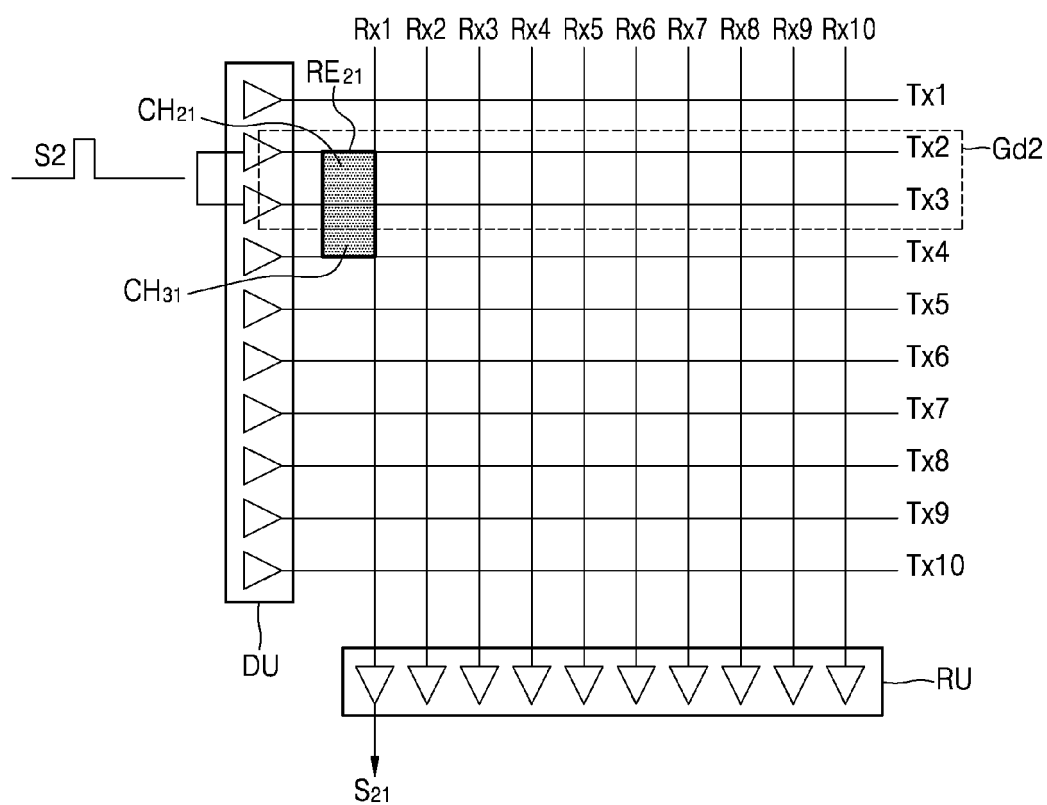 Rx1 Rx2 Rx3 Rx4 Rx5 Rx6 Rx7 Rx8 Rx9 Rx10
RE21
CH21
Tx1
S2
Tx2
Gd2
Tx3
Tx4
CH31
Tx5
Tx6
Tx7
Tx8
Tx9
Tx10
DU
RU
S21